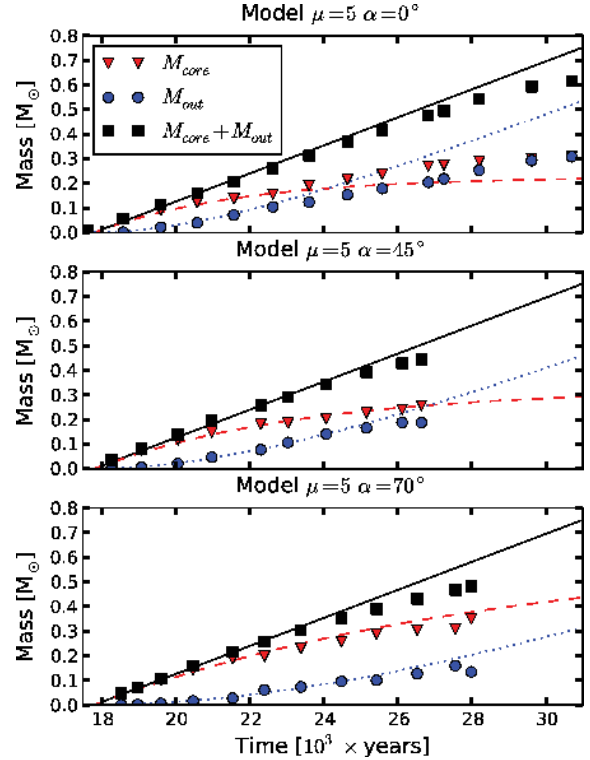 Model μ=5 α=0°
0.8
0.7
0.6
0.5
0.4
0.3
0.2
0.1
0.0
Mass [M⊙]
M_core
M_out
M_core + M_out
Model μ=5 α=45°
0.8
0.7
0.6
0.5
0.4
0.3
0.2
0.1
0.0
Mass [M⊙]
Model μ=5 α=70°
0.8
0.7
0.6
0.5
0.4
0.3
0.2
0.1
0.0
Mass [M⊙]
18 20 22 24 26 28 30
Time [10³ × years]